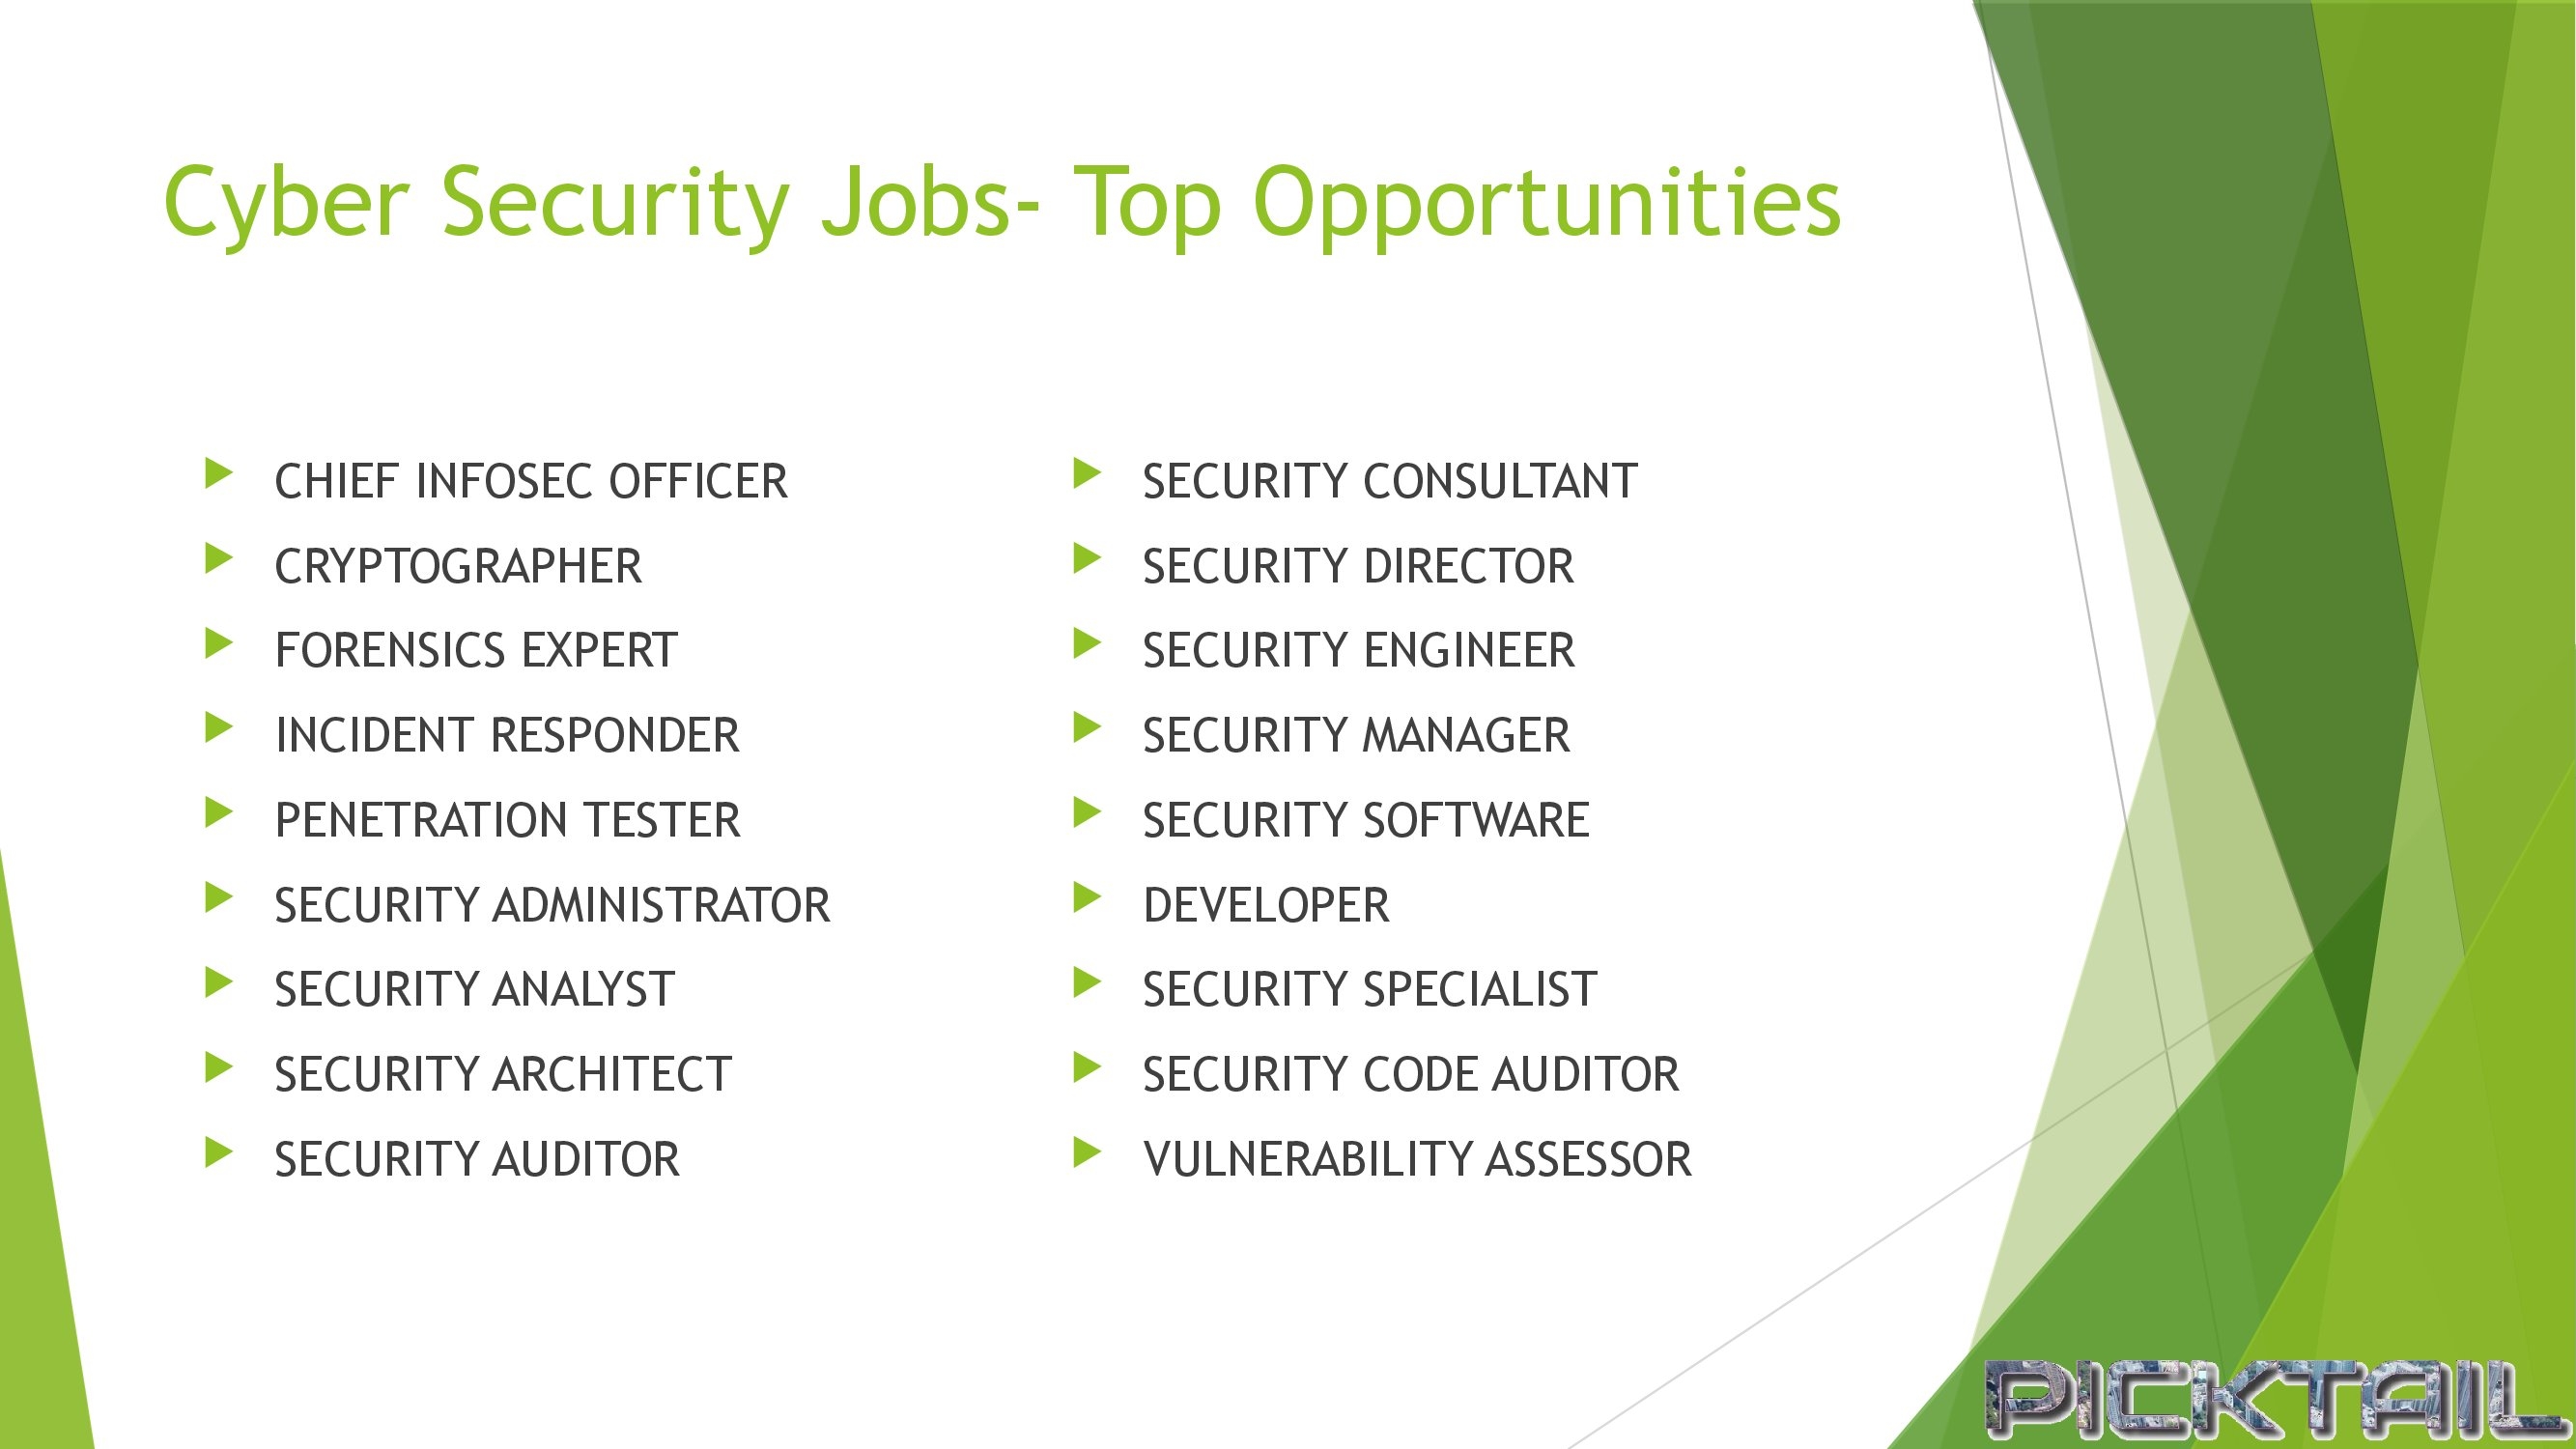 Cyber Security Jobs- Top Opportunities
CHIEF INFOSEC OFFICER
CRYPTOGRAPHER
FORENSICS EXPERT
INCIDENT RESPONDER
PENETRATION TESTER
SECURITY ADMINISTRATOR
SECURITY ANALYST
SECURITY ARCHITECT
SECURITY AUDITOR
SECURITY CONSULTANT
SECURITY DIRECTOR
SECURITY ENGINEER
SECURITY MANAGER
SECURITY SOFTWARE
DEVELOPER
SECURITY SPECIALIST
SECURITY CODE AUDITOR
VULNERABILITY ASSESSOR
PICKTAIL